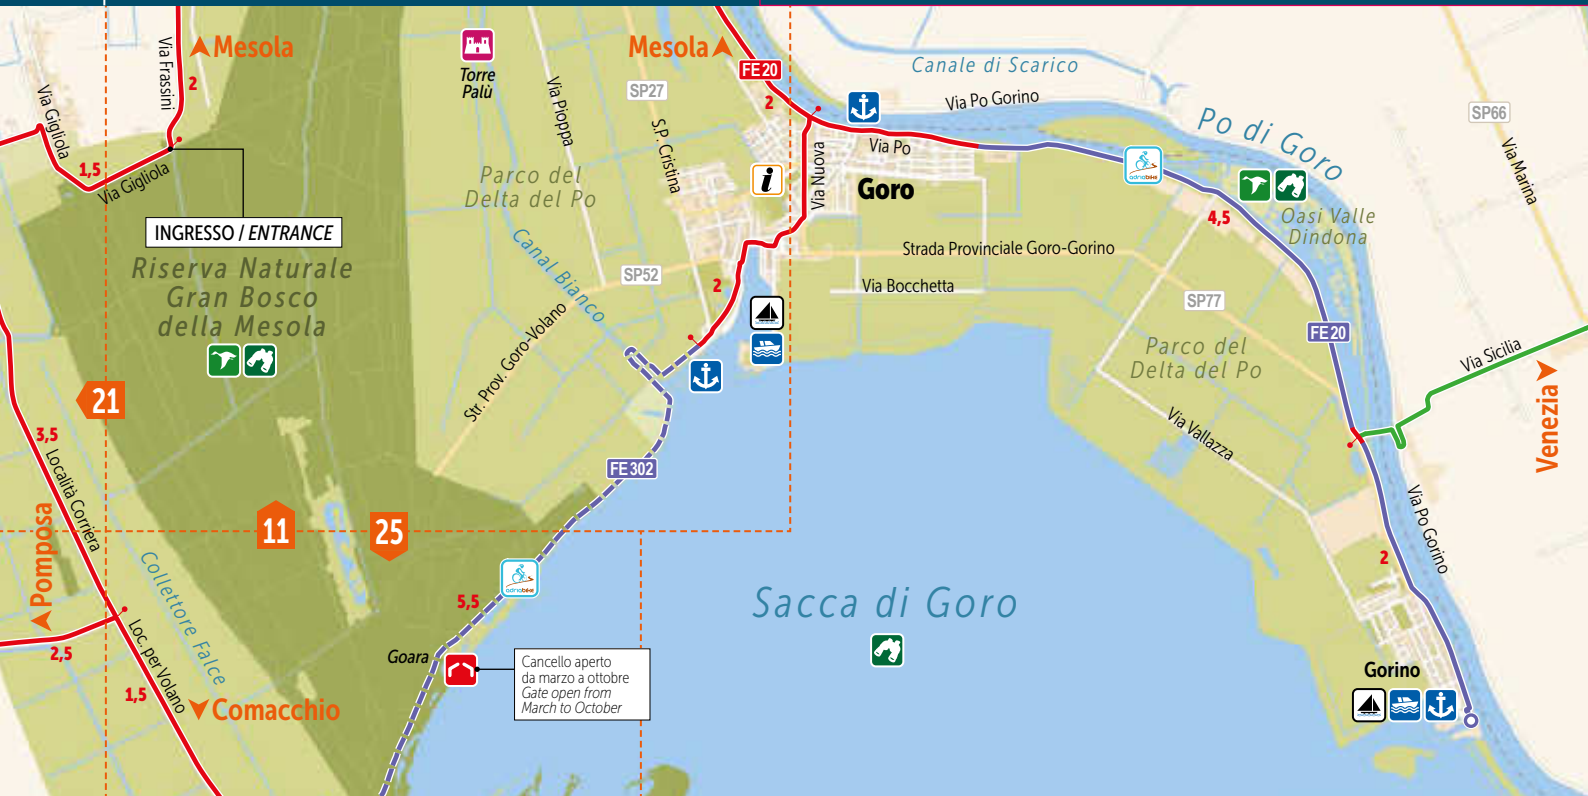 Mesola
Via Frassini
2
Via Gigliola
1,5
Via Gigliola
INGRESSO / ENTRANCE
Riserva Naturale
Gran Bosco
della Mesola
21
3,5
Località Corriera
11
25
Pomposa
2,5
Collettore Falce
Loc. per Volano
1,5
Comacchio
Torre
Palù
Via Pioppa
SP27
S.P. Cristina
Parco del
Delta del Po
Canal Bianco
SP52
Str. Prov. Goro-Volano
Mesola
FE20
2
i
Via Nuova
2
FE302
adriabike
5,5
Goara
Cancello aperto
da marzo a ottobre
Gate open from
March to October
Canale di Scarico
Via Po Gorino
Via Po
Goro
Po di Goro
adriabike
4,5
Oasi Valle
Dindona
SP66
Via Marina
Strada Provinciale Goro-Gorino
Via Bocchetta
SP77
FE20
Parco del
Delta del Po
Via Sicilia
Venezia
Via Vallazza
Via Po Gorino
2
Sacca di Goro
Gorino